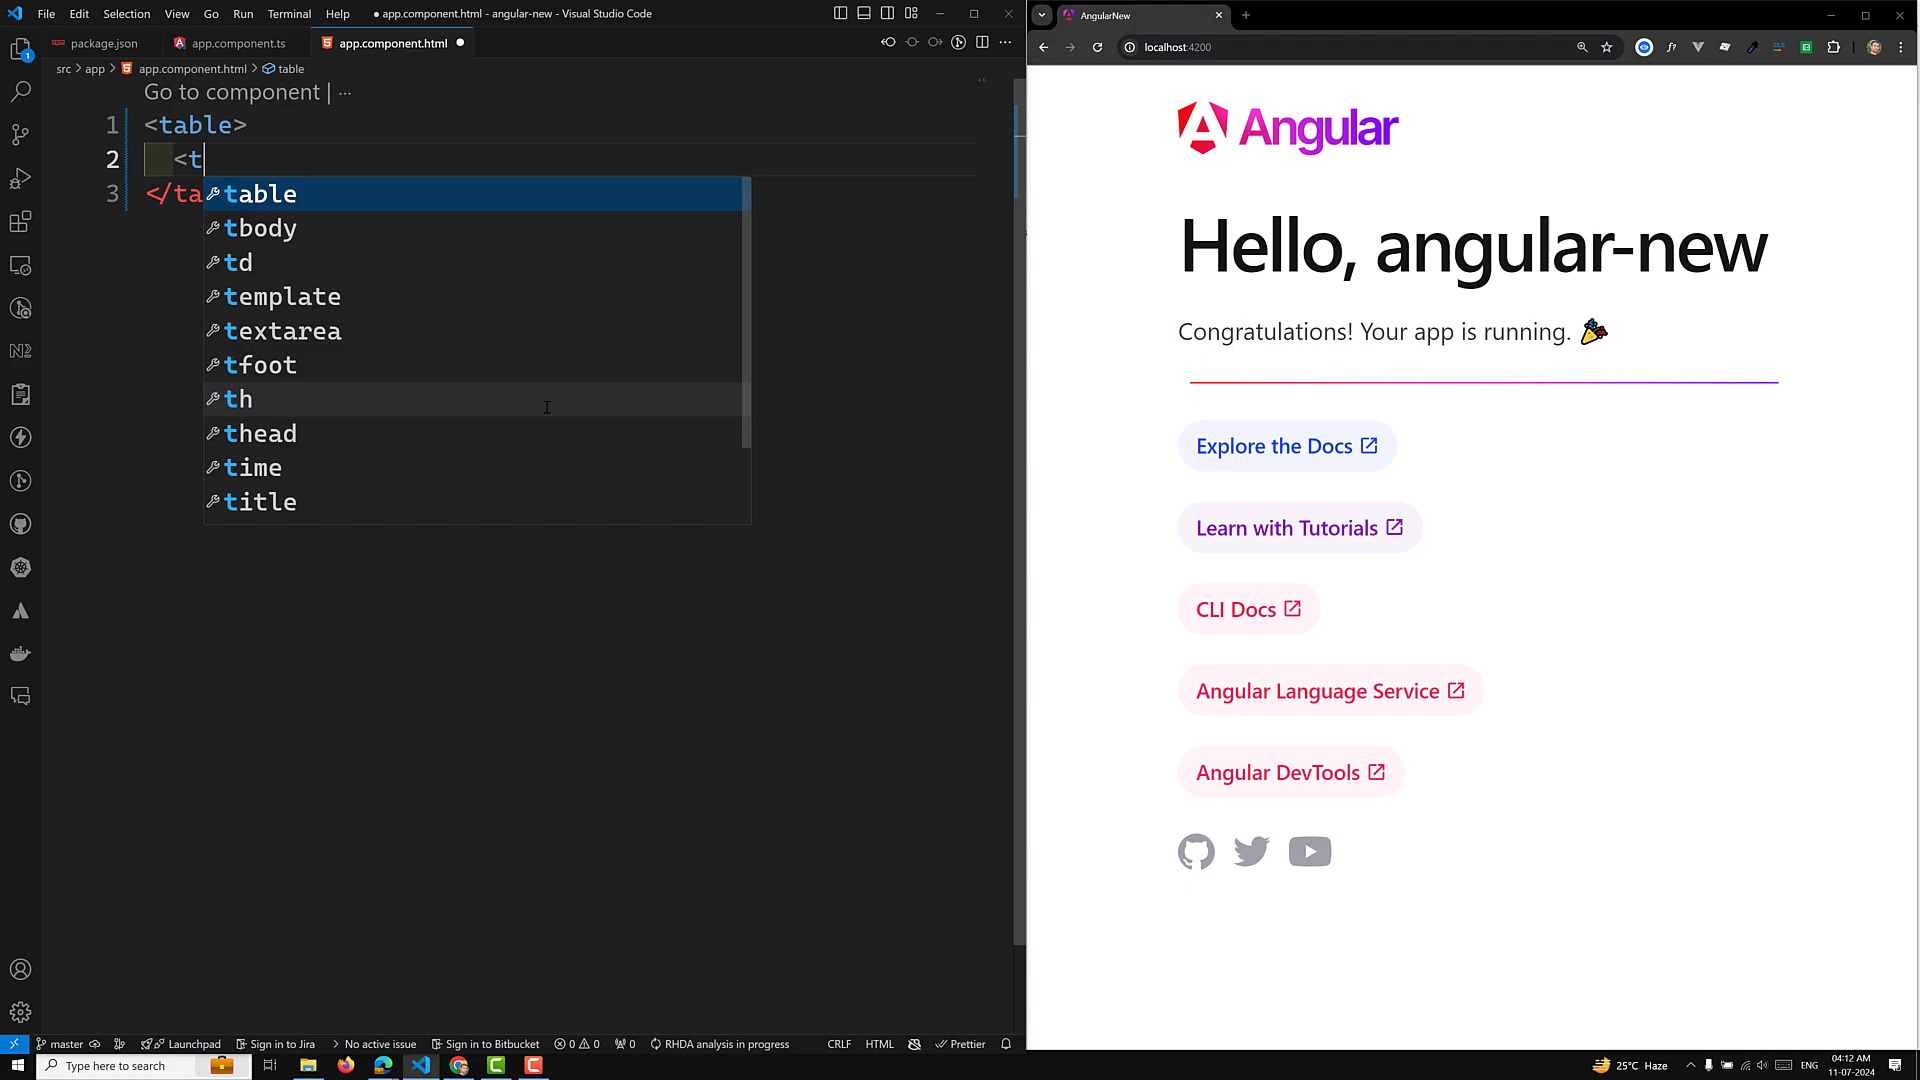 File Edit Selection View Go Run Terminal Help ● app.component.html - angular-new - Visual Studio Code
package.json app.component.ts app.component.html
src > app > app.component.html > table
Go to component | ...
1 <table>
2 <t
3 </ta
table
tbody
td
template
textarea
tfoot
th
thead
time
title
N2
1
master Launchpad Sign in to Jira No active issue Sign in to Bitbucket 0 0 0 RHDA analysis in progress CRLF HTML Prettier
AngularNew
localhost:4200
Angular
Hello, angular-new
Congratulations! Your app is running. 🎉
Explore the Docs
Learn with Tutorials
CLI Docs
Angular Language Service
Angular DevTools
Type here to search
25°C Haze ENG 04:12 AM
11-07-2024